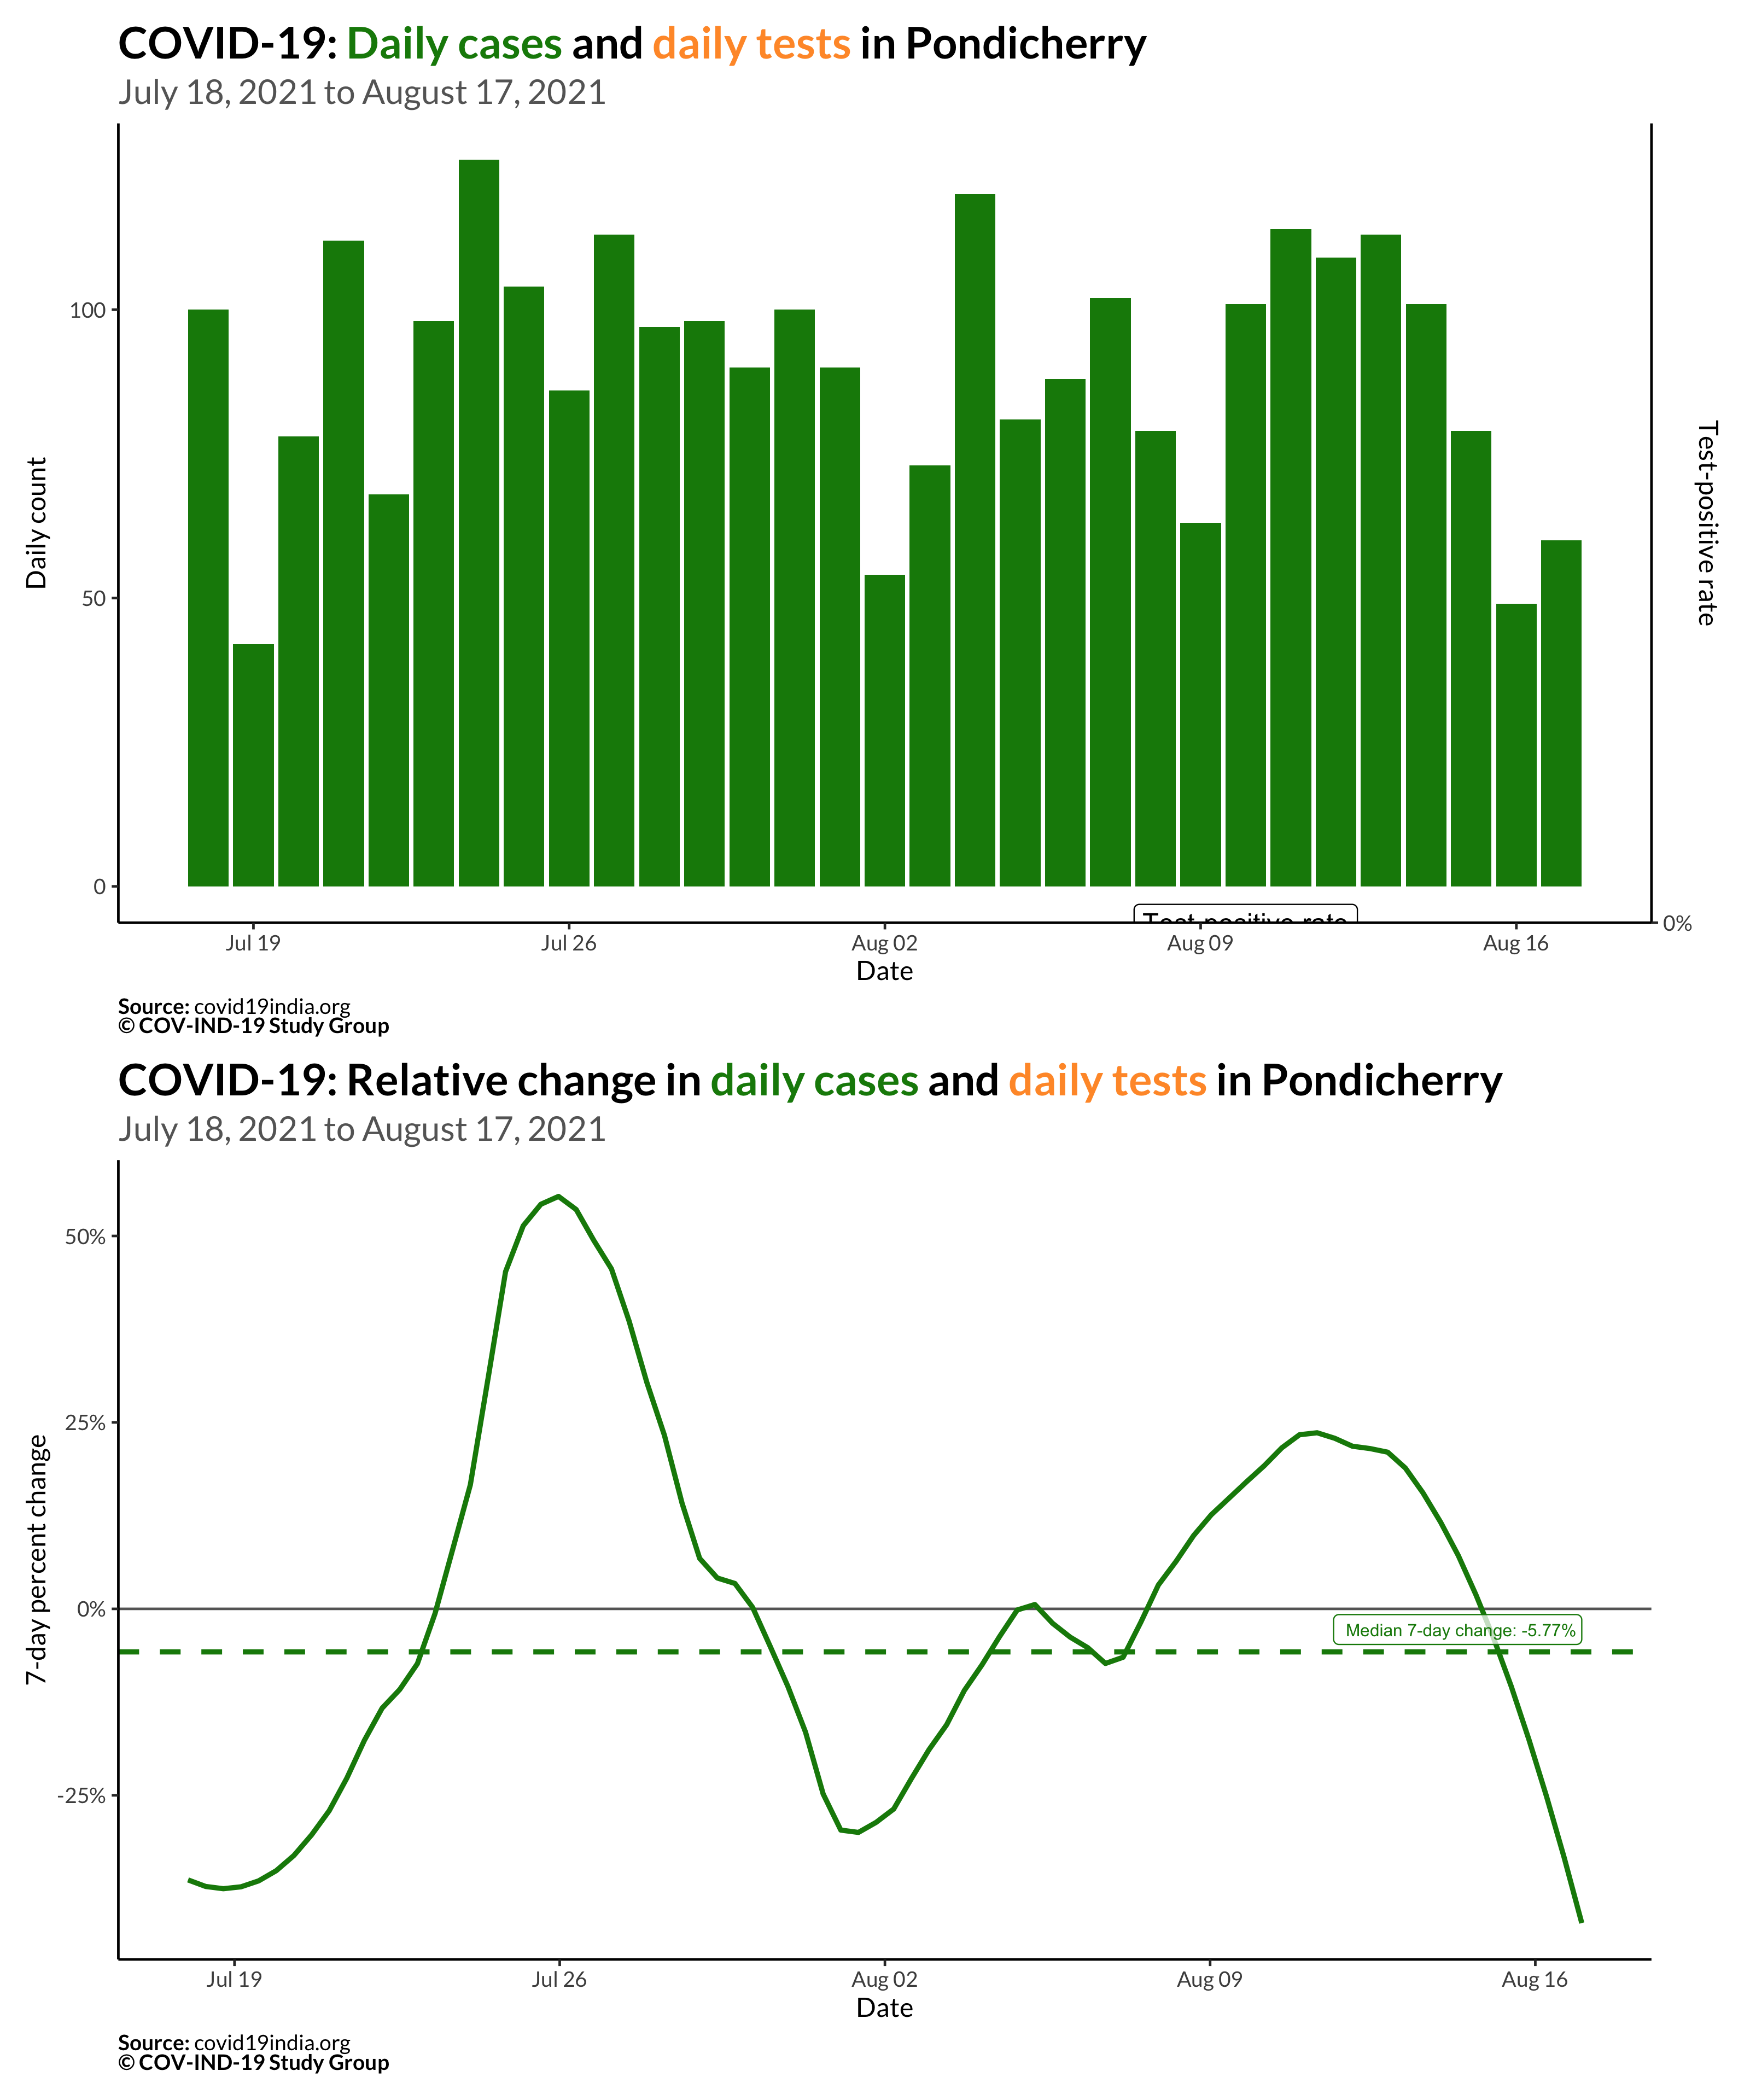 COVID-19: Daily cases and daily tests in Pondicherry
July 18, 2021 to August 17, 2021
100
50
0
Daily count
Test-positive rate
Test-positive rate
0%
Jul 19
Jul 26
Aug 02
Aug 09
Aug 16
Date
Source: covid19india.org
© COV-IND-19 Study Group
COVID-19: Relative change in daily cases and daily tests in Pondicherry
July 18, 2021 to August 17, 2021
50%
25%
0%
-25%
7-day percent change
Median 7-day change: -5.77%
Jul 19
Jul 26
Aug 02
Aug 09
Aug 16
Date
Source: covid19india.org
© COV-IND-19 Study Group